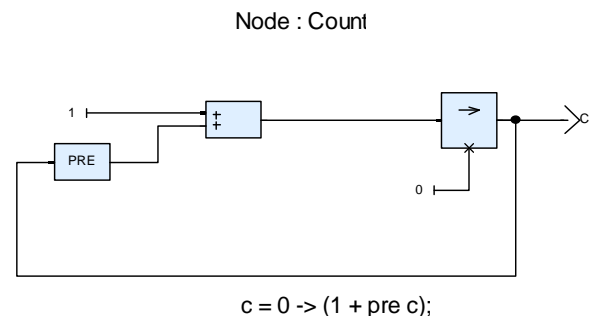 Node : Count
1
+
+
→
C
PRE
0
c = 0 -> (1 + pre c);